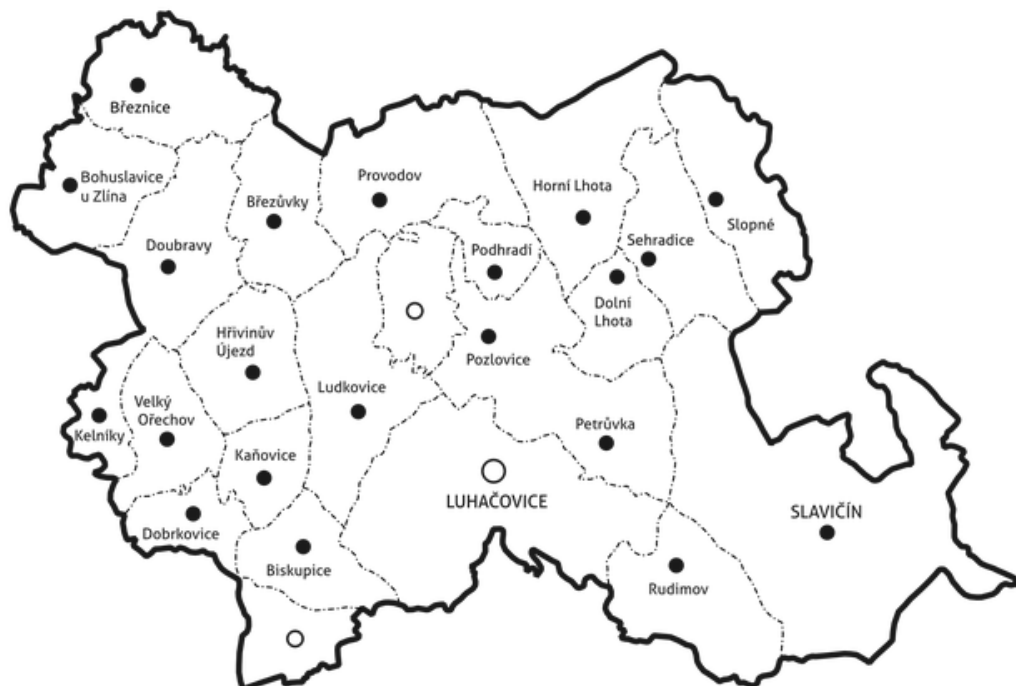 Březnice
Bohuslavice
u Zlína
Březůvky
Provodov
Horní Lhota
Slopné
Doubravy
Podhradí
Sehradice
Dolní
Lhota
Hřivinův
Újezd
Pozlovice
Ludkovice
Velký
Ořechov
Kelníky
Petrůvka
Kaňovice
LUHAČOVICE
SLAVIČÍN
Dobrkovice
Biskupice
Rudimov